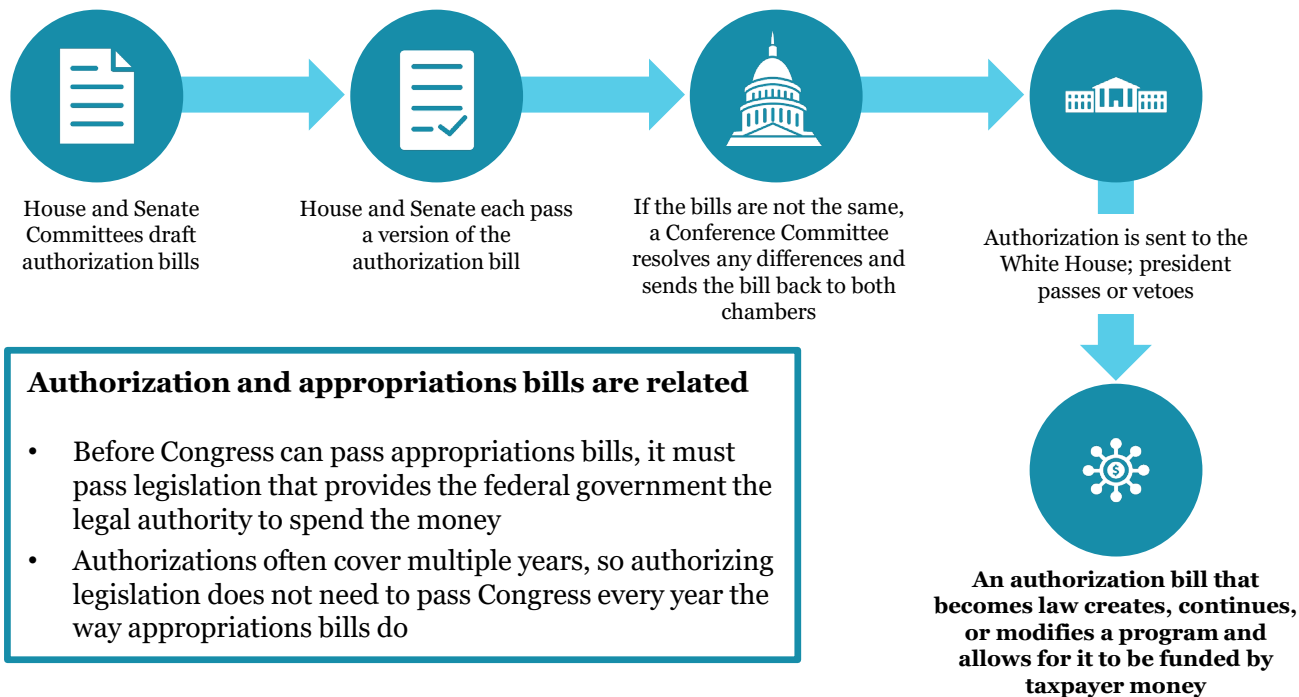 House and Senate
Committees draft
authorization bills
House and Senate each pass
a version of the
authorization bill
If the bills are not the same,
a Conference Committee
resolves any differences and
sends the bill back to both
chambers
Authorization is sent to the
White House; president
passes or vetoes
Authorization and appropriations bills are related
• Before Congress can pass appropriations bills, it must
pass legislation that provides the federal government the
legal authority to spend the money
• Authorizations often cover multiple years, so authorizing
legislation does not need to pass Congress every year the
way appropriations bills do
$
An authorization bill that
becomes law creates, continues,
or modifies a program and
allows for it to be funded by
taxpayer money